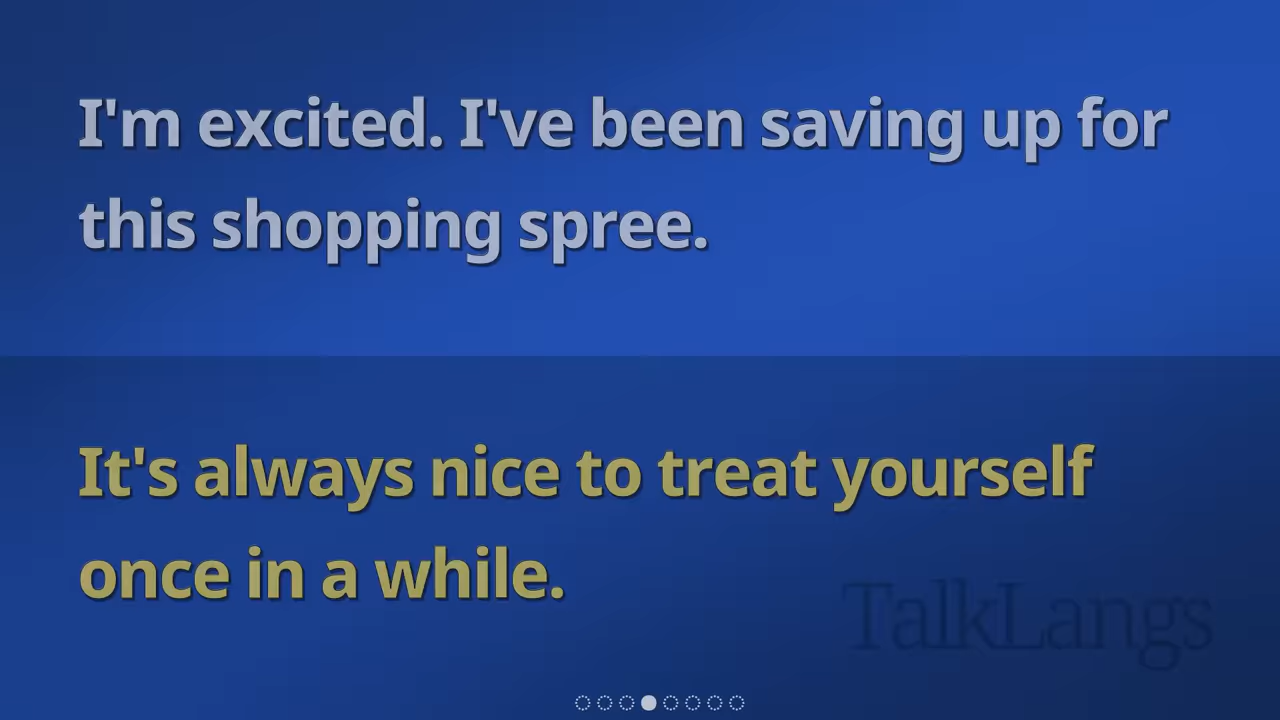 I'm excited. I've been saving up for
this shopping spree.
It's always nice to treat yourself
once in a while.
TalkLangs